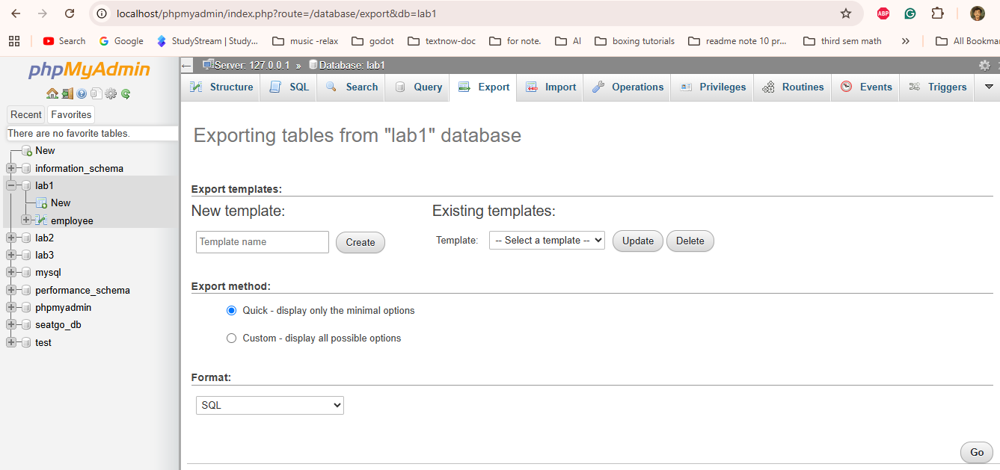 localhost/phpmyadmin/index.php?route=/database/export&db=lab1
ABP
Search Google StudyStream | Study... music -relax godot textnow-doc for note. AI boxing tutorials readme note 10 pr... third sem math » All Bookmar
phpMyAdmin
Server: 127.0.0.1 » Database: lab1
Structure SQL Search Query Export Import Operations Privileges Routines Events Triggers
Recent Favorites
There are no favorite tables.
New
information_schema
lab1
New
employee
lab2
lab3
mysql
performance_schema
phpmyadmin
seatgo_db
test
Exporting tables from "lab1" database
Export templates:
New template:
Template name Create
Existing templates:
Template: -- Select a template -- Update Delete
Export method:
Quick - display only the minimal options
Custom - display all possible options
Format:
SQL
Go